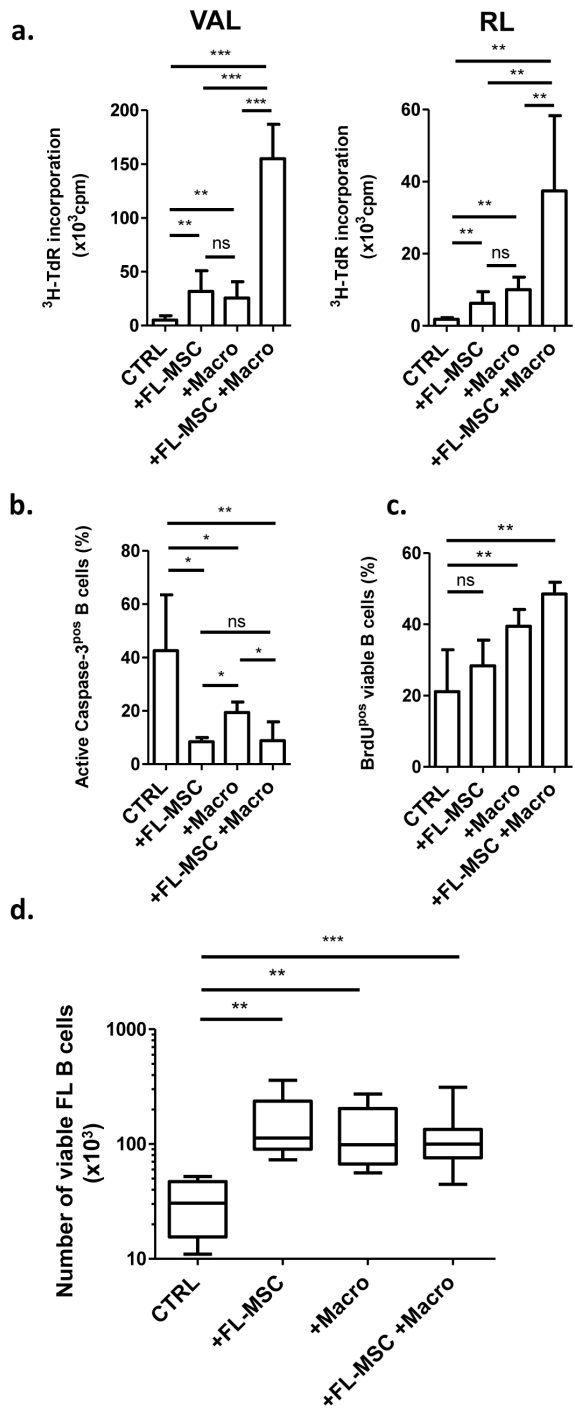 a.
VAL
RL
***
***
***
**
**
ns
³H-TdR incorporation
(x10³cpm)
200
150
100
50
0
CTRL
+FL-MSC
+Macro
+FL-MSC +Macro
**
**
**
**
**
ns
³H-TdR incorporation
(x10³cpm)
60
40
20
0
CTRL
+FL-MSC
+Macro
+FL-MSC +Macro
b.
**
*
*
ns
*
*
Active Caspase-3ᵖᵒˢ B cells (%)
80
60
40
20
0
CTRL
+FL-MSC
+Macro
+FL-MSC +Macro
c.
**
**
ns
BrdUᵖᵒˢ viable B cells (%)
60
40
20
0
CTRL
+FL-MSC
+Macro
+FL-MSC +Macro
d.
***
**
**
Number of viable FL B cells
(x10³)
1000
100
10
CTRL
+FL-MSC
+Macro
+FL-MSC +Macro